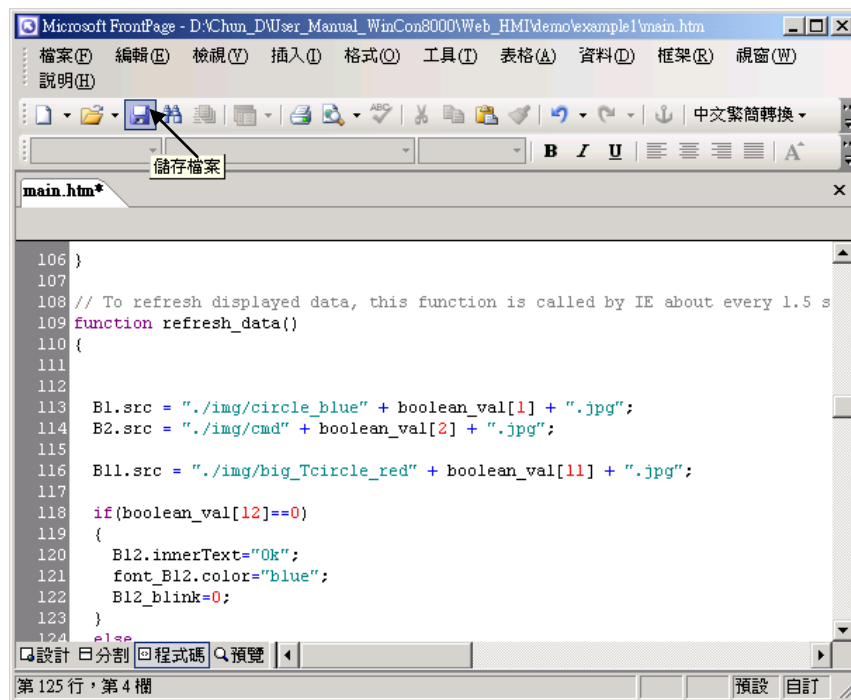 Microsoft FrontPage - D:\Chun_D\User_Manual_WinCon8000\Web_HMI\demo\example1\main.htm
檔案(F) 編輯(E) 檢視(V) 插入(I) 格式(O) 工具(T) 表格(A) 資料(D) 框架(R) 視窗(W)
說明(H)
ABC 中文繁簡轉換
B I U A
儲存檔案
main.htm*
106 }
107
108 // To refresh displayed data, this function is called by IE about every 1.5 s
109 function refresh_data()
110 {
111
112
113 B1.src = "./img/circle_blue" + boolean_val[1] + ".jpg";
114 B2.src = "./img/cmd" + boolean_val[2] + ".jpg";
115
116 B11.src = "./img/big_Tcircle_red" + boolean_val[11] + ".jpg";
117
118 if(boolean_val[12]==0)
119 {
120 B12.innerText="Ok";
121 font_B12.color="blue";
122 B12_blink=0;
123 }
124 else
設計 分割 程式碼 預覽
第 125 行，第 4 欄 預設 自訂